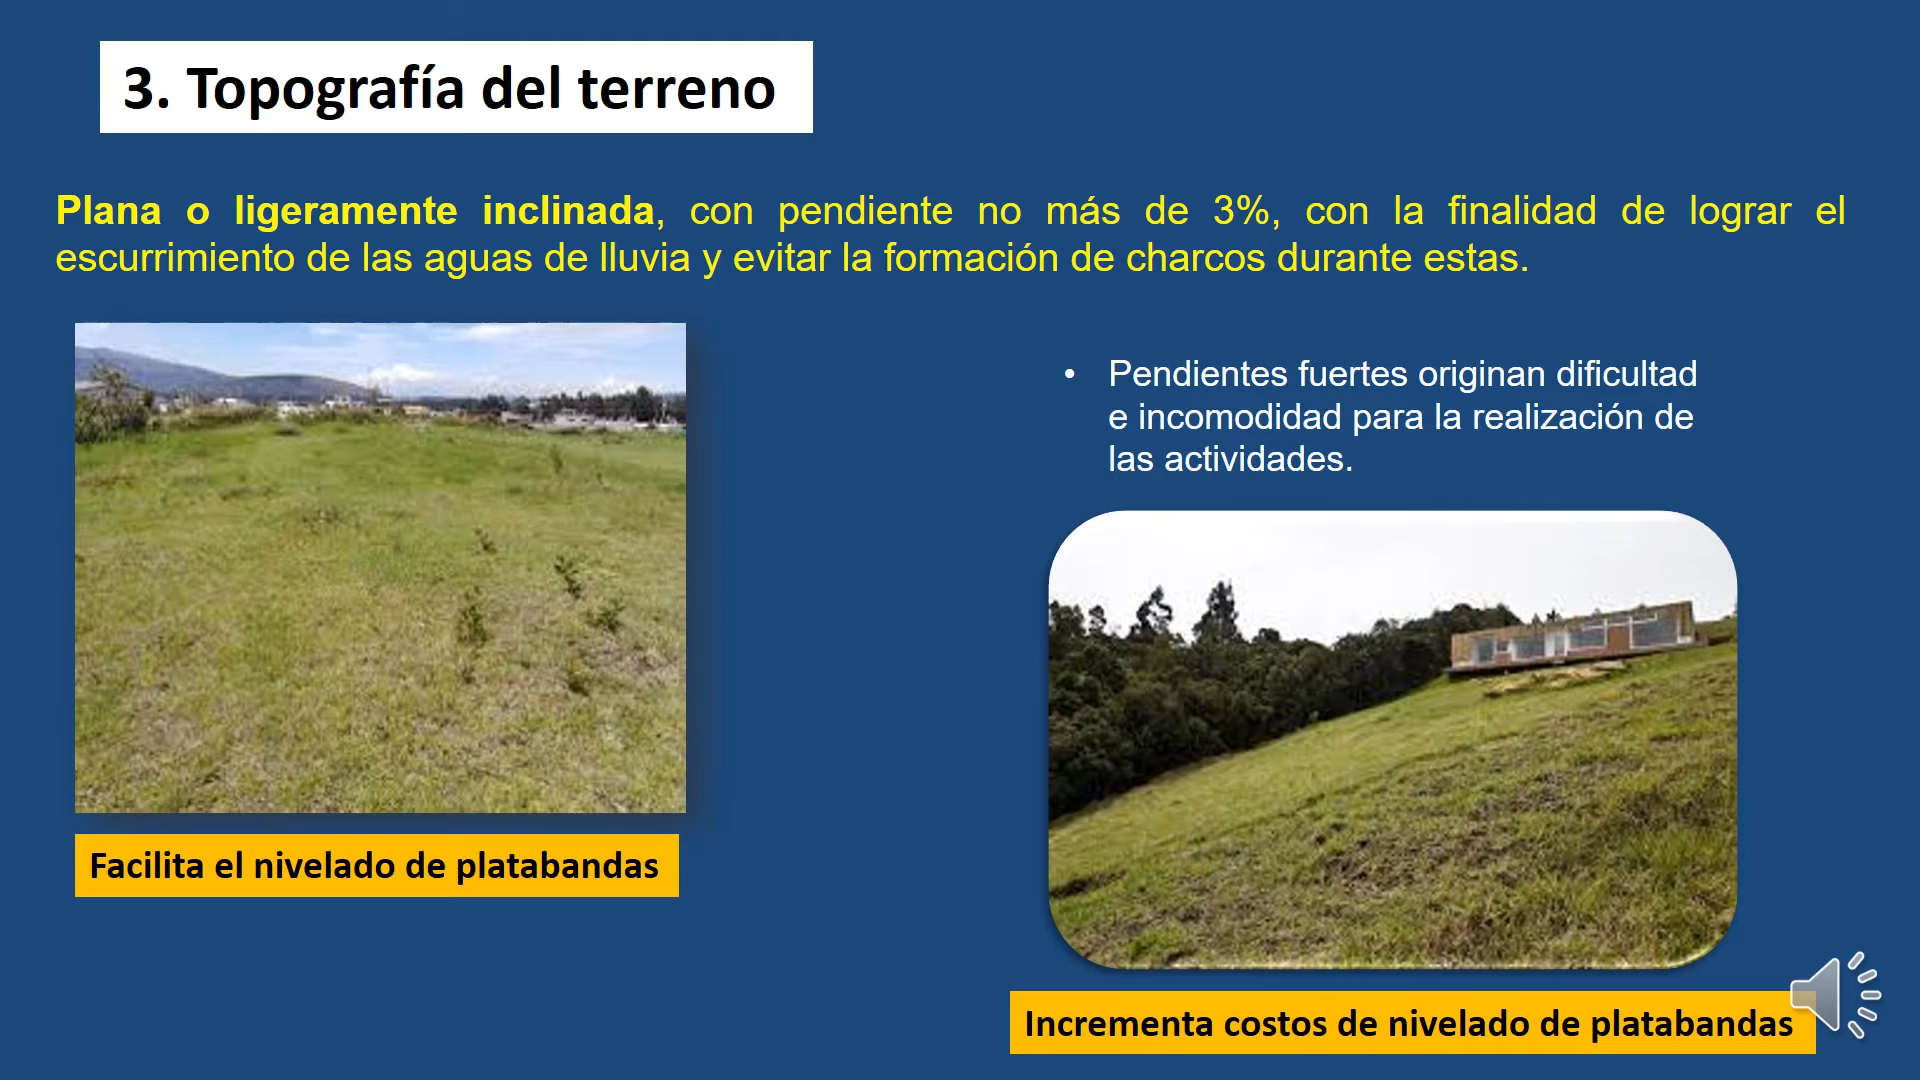 3. Topografía del terreno
Plana o ligeramente inclinada, con pendiente no más de 3%, con la finalidad de lograr el
escurrimiento de las aguas de lluvia y evitar la formación de charcos durante estas.
Facilita el nivelado de platabandas
• Pendientes fuertes originan dificultad
e incomodidad para la realización de
las actividades.
Incrementa costos de nivelado de platabandas